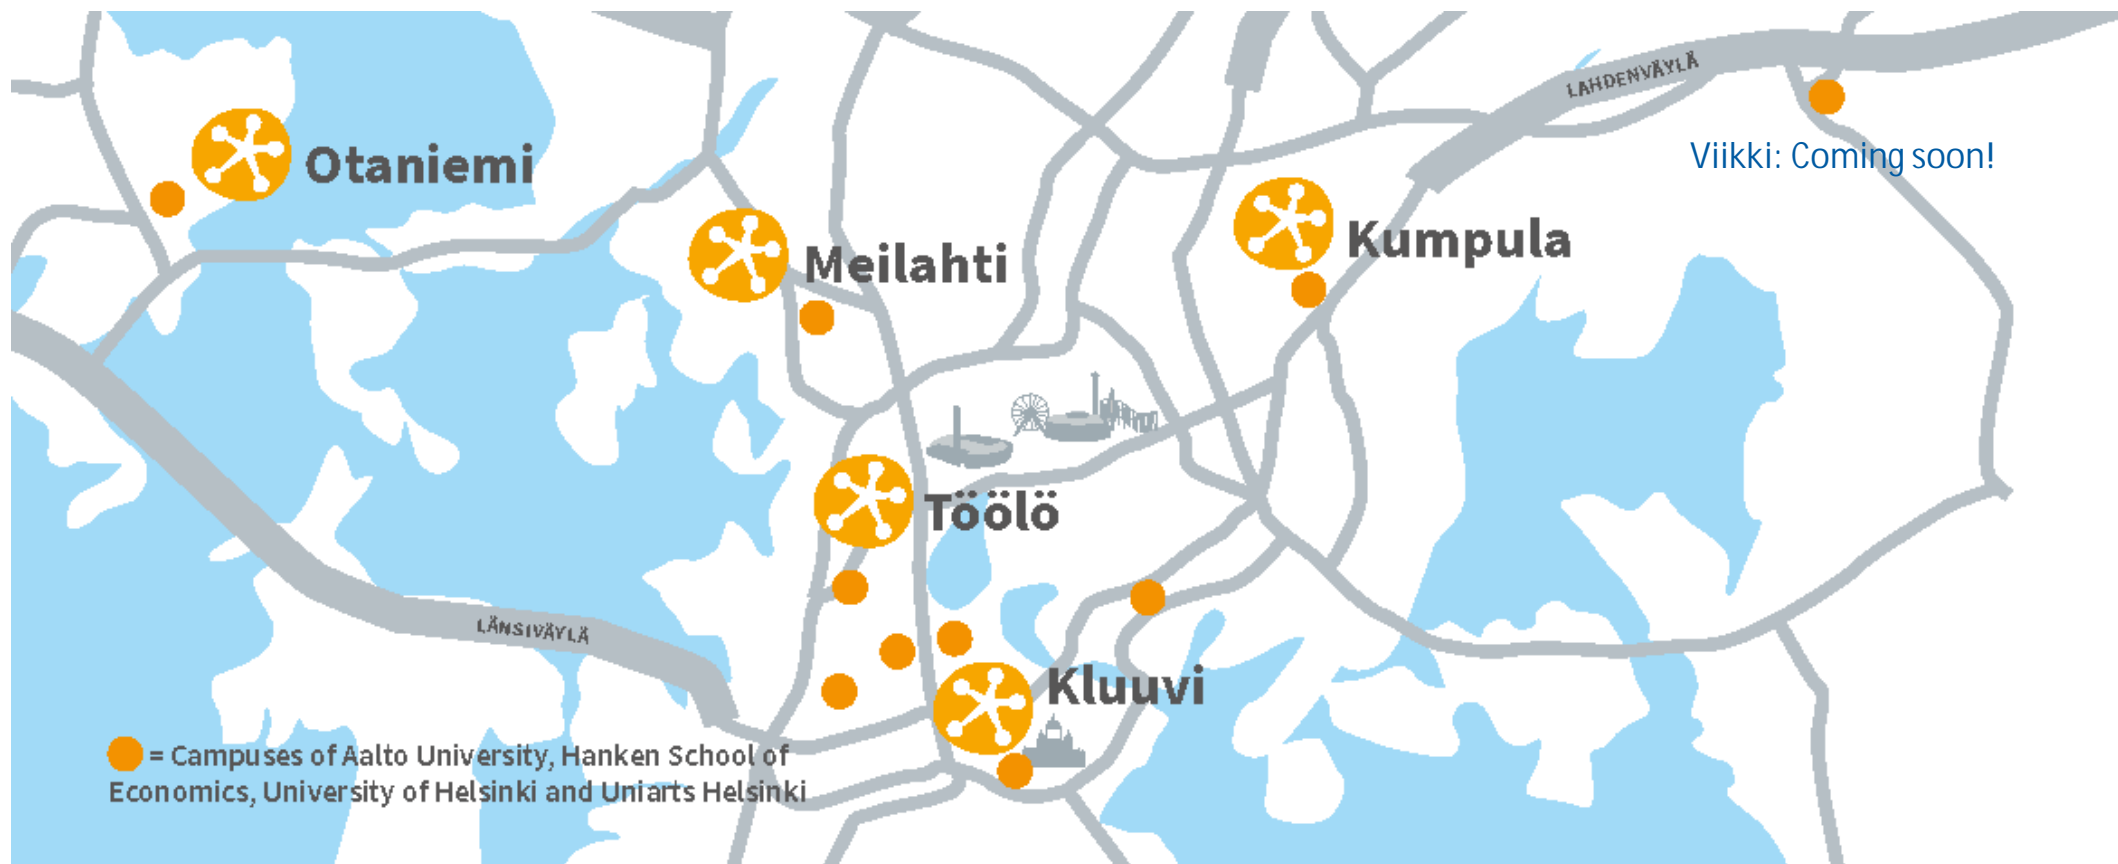 LAHDENVÄYLÄ
Viikki: Coming soon!
Otaniemi
Kumpula
Meilahti
Töölö
LÄNSIVÄYLÄ
Kluuvi
= Campuses of Aalto University, Hanken School of
Economics, University of Helsinki and Uniarts Helsinki